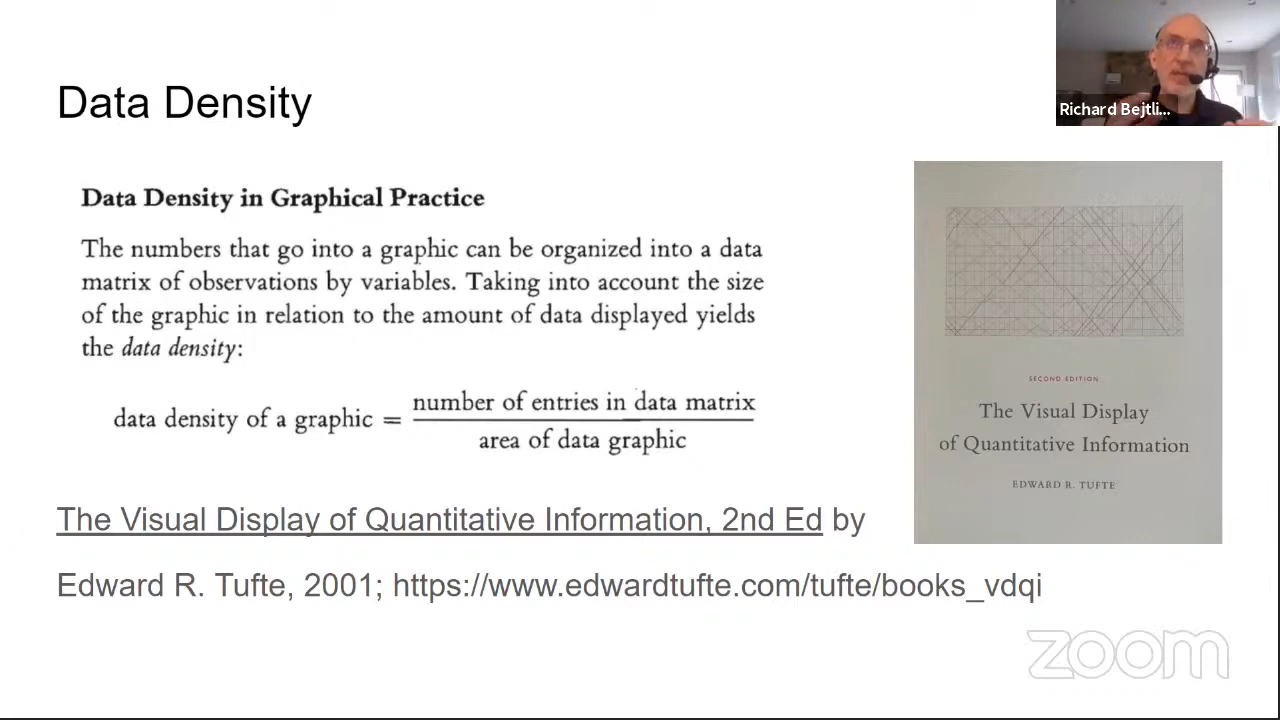 Data Density
Richard Bejtli...
Data Density in Graphical Practice
The numbers that go into a graphic can be organized into a data
matrix of observations by variables. Taking into account the size
of the graphic in relation to the amount of data displayed yields
the data density:
data density of a graphic =
number of entries in data matrix
area of data graphic
SECOND EDITION
The Visual Display
of Quantitative Information
EDWARD R. TUFTE
The Visual Display of Quantitative Information, 2nd Ed by
Edward R. Tufte, 2001; https://www.edwardtufte.com/tufte/books_vdqi
zoom